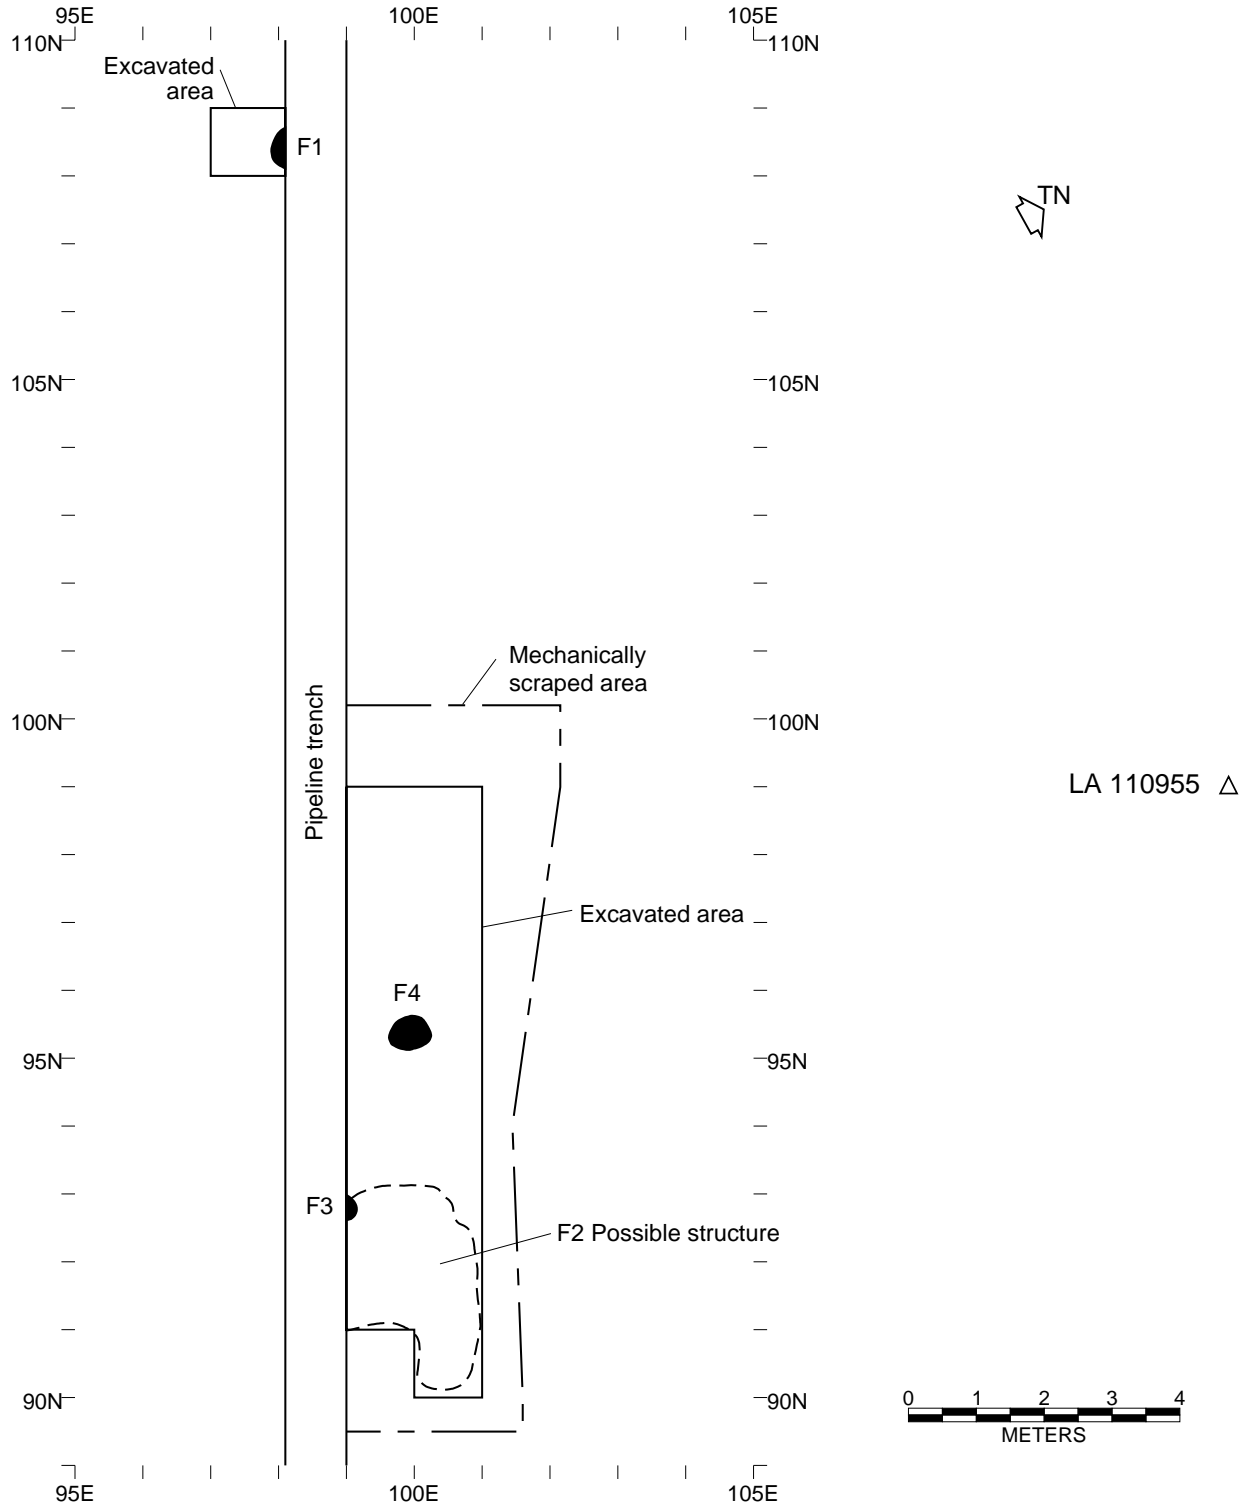 95E
100E
105E
110N
110N
Excavated
area
F1
TN
105N
105N
Mechanically
scraped area
100N
100N
Pipeline trench
LA 110955
Excavated area
F4
95N
95N
F3
F2 Possible structure
90N
90N
0 1 2 3 4
METERS
95E
100E
105E